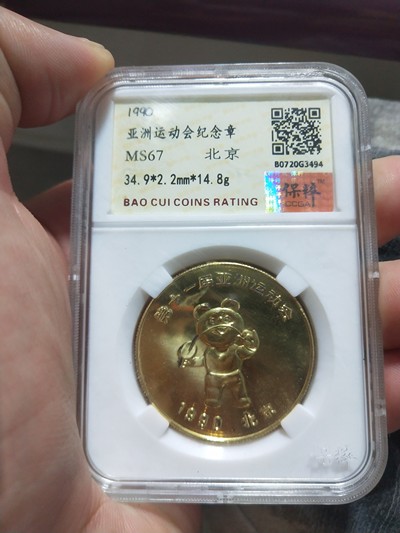 1990
亚洲运动会纪念章
MS67 北京
34.9*2.2mm*14.8g
B0720G3494
保粹
CCGA
BAO CUI COINS RATING
第十一届亚洲运动会
1990 北京